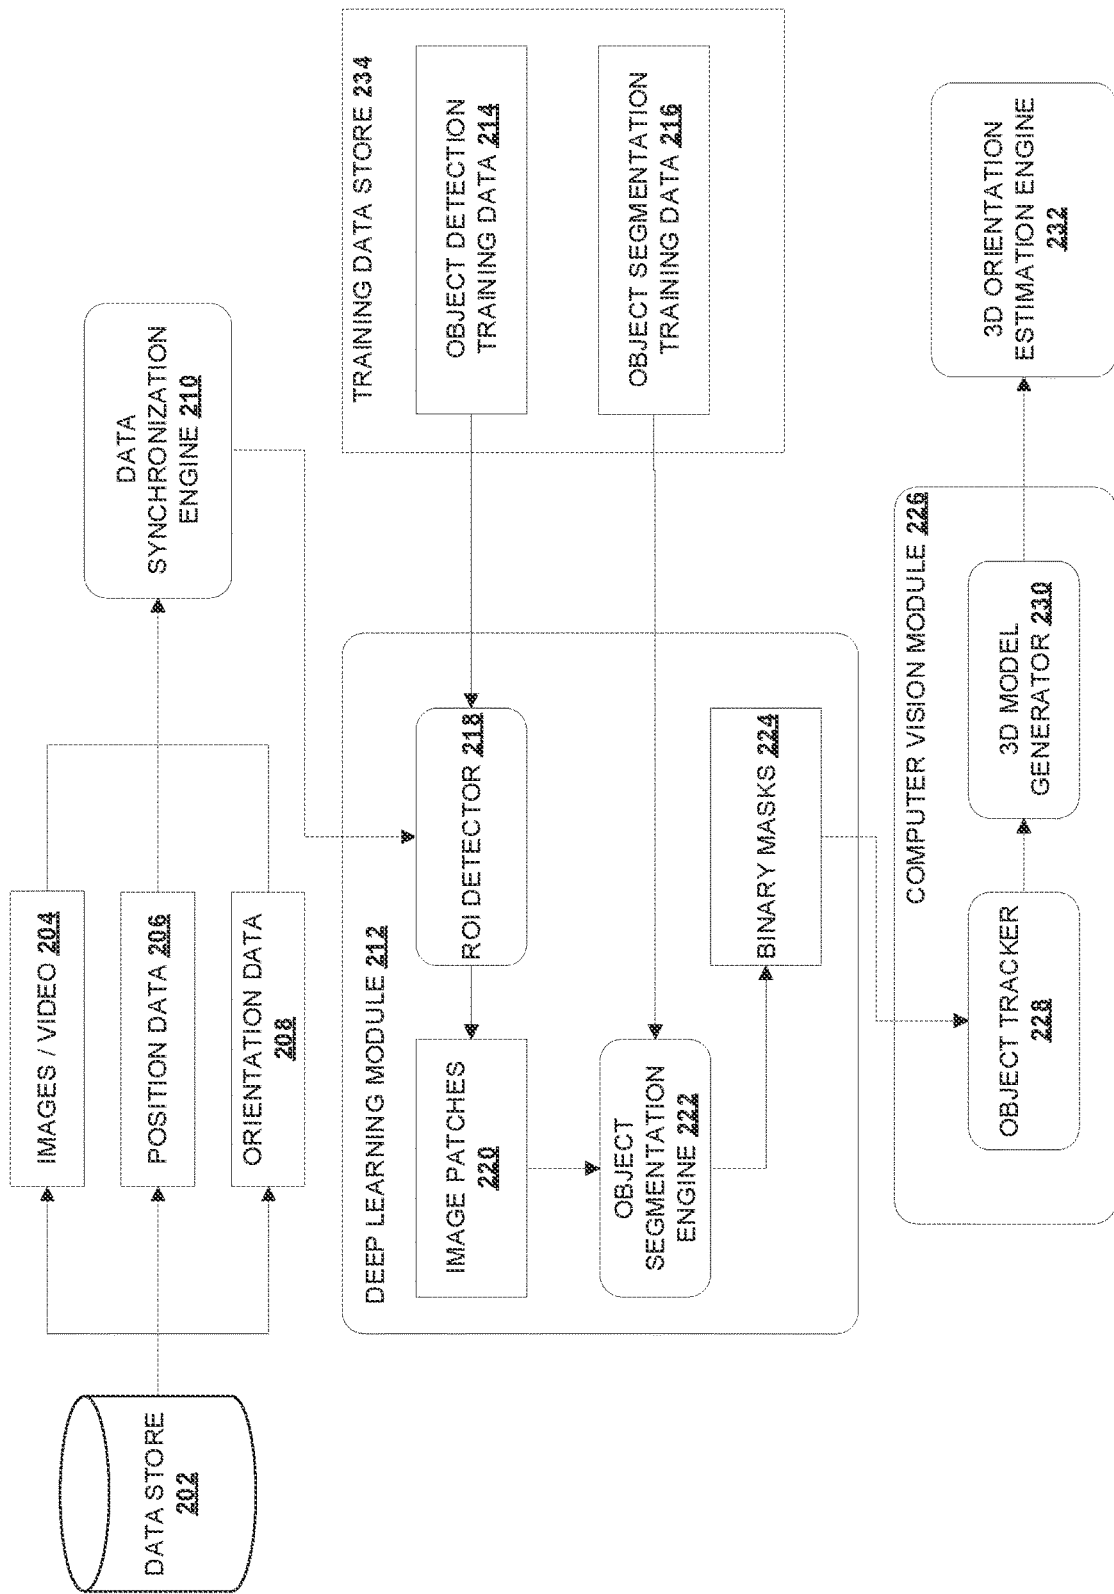 DATA STORE
202
IMAGES / VIDEO 204
POSITION DATA 206
ORIENTATION DATA
208
DATA
SYNCHRONIZATION
ENGINE 210
DEEP LEARNING MODULE 212
IMAGE PATCHES
220
ROI DETECTOR 218
OBJECT
SEGMENTATION
ENGINE 222
BINARY MASKS 224
TRAINING DATA STORE 234
OBJECT DETECTION
TRAINING DATA 214
OBJECT SEGMENTATION
TRAINING DATA 216
COMPUTER VISION MODULE 226
OBJECT TRACKER
228
3D MODEL
GENERATOR 230
3D ORIENTATION
ESTIMATION ENGINE
232